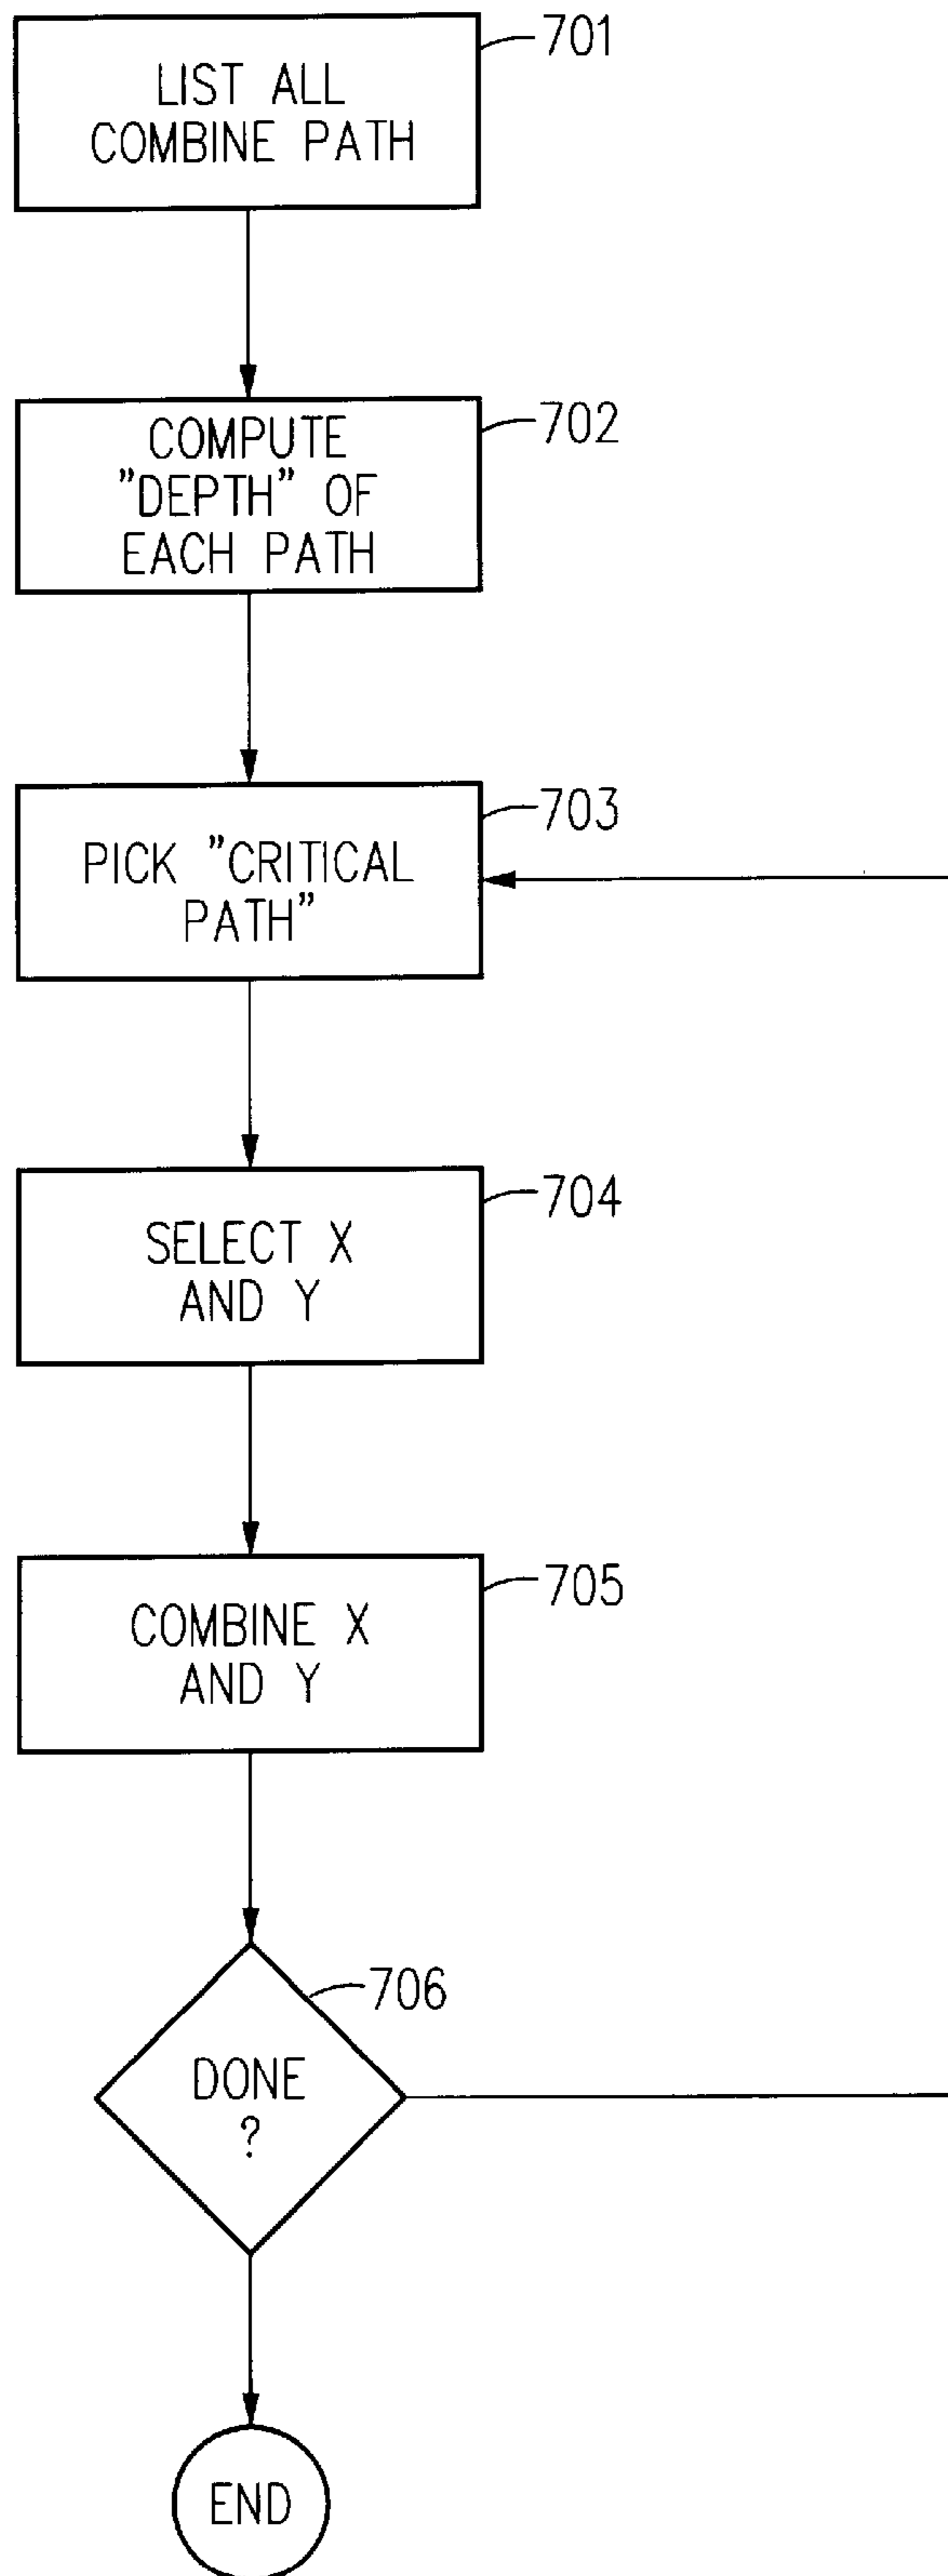 701
LIST ALL
COMBINE PATH
702
COMPUTE
"DEPTH" OF
EACH PATH
703
PICK "CRITICAL
PATH"
704
SELECT X
AND Y
705
COMBINE X
AND Y
706
DONE
?
END